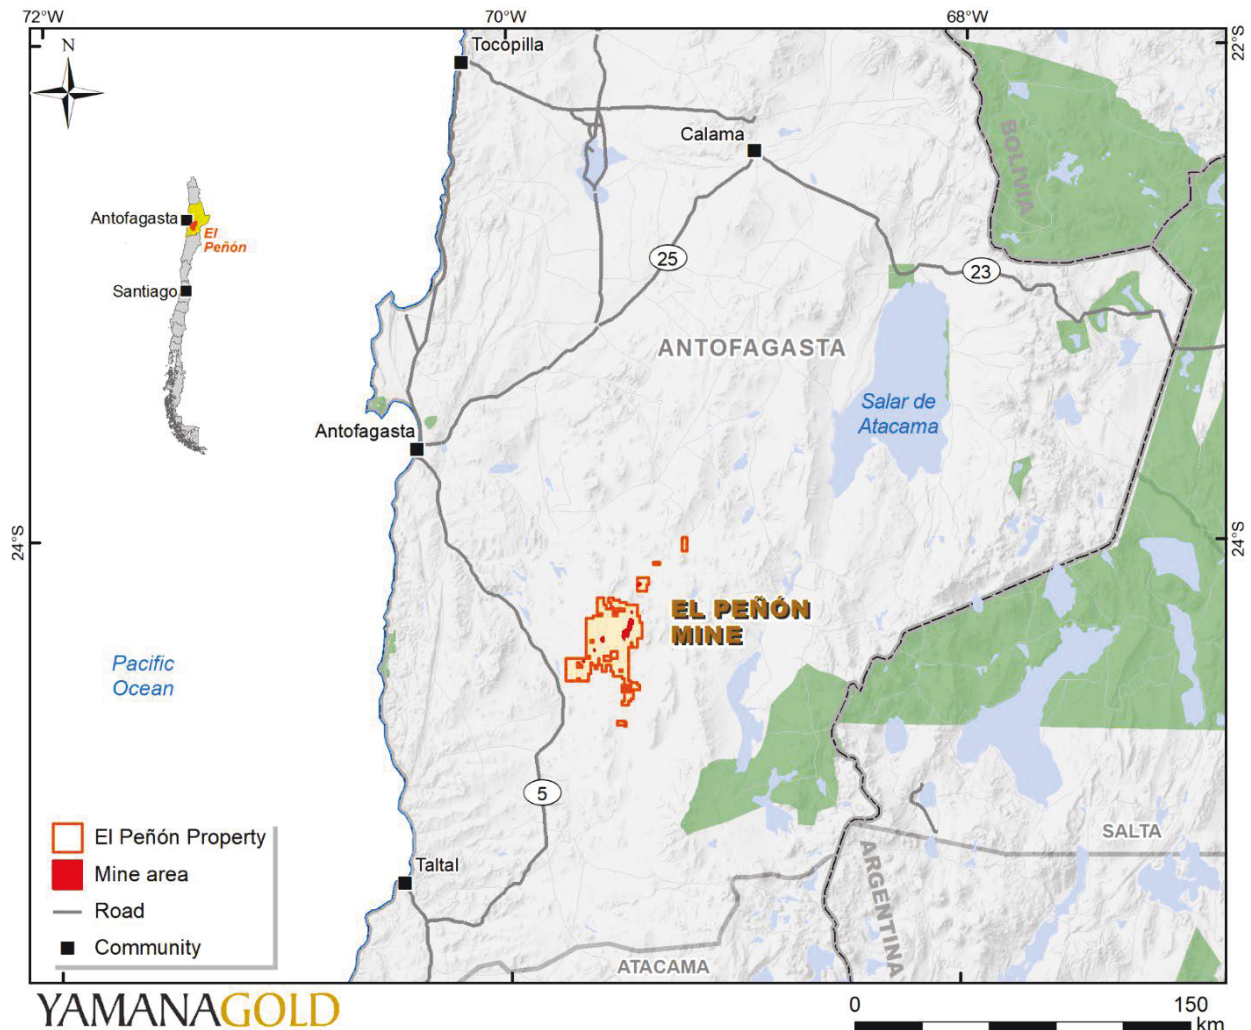 72°W
70°W
68°W
22°S
22°S
N
Tocopilla
Calama
BOLIVIA
Antofagasta
El
Peñón
Santiago
25
23
ANTOFAGASTA
Salar de
Atacama
Antofagasta
24°S
24°S
EL PEÑÓN
MINE
Pacific
Ocean
5
SALTA
El Peñón Property
Mine area
Road
Community
Taltal
ARGENTINA
ATACAMA
YAMANAGOLD
0
150
km